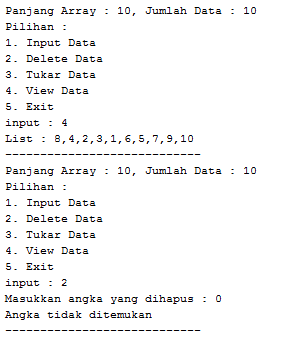 Panjang Array : 10, Jumlah Data : 10
Pilihan :
1. Input Data
2. Delete Data
3. Tukar Data
4. View Data
5. Exit
input : 4
List : 8,4,2,3,1,6,5,7,9,10
----------------------------
Panjang Array : 10, Jumlah Data : 10
Pilihan :
1. Input Data
2. Delete Data
3. Tukar Data
4. View Data
5. Exit
input : 2
Masukkan angka yang dihapus : 0
Angka tidak ditemukan
----------------------------